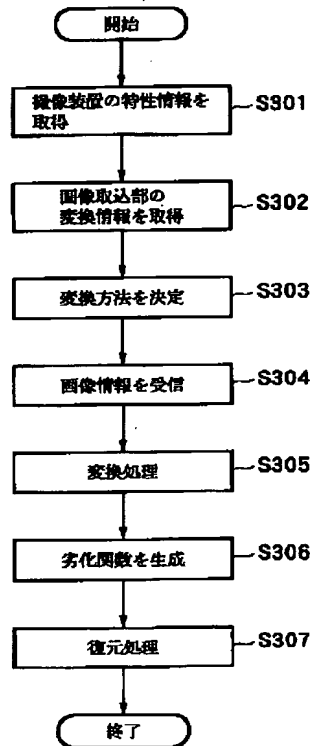 開始
撮像装置の特性情報を
取得
S301
画像取込部の
変換情報を取得
S302
変換方法を決定
S303
画像情報を受信
S304
変換処理
S305
劣化関数を生成
S306
復元処理
S307
終了